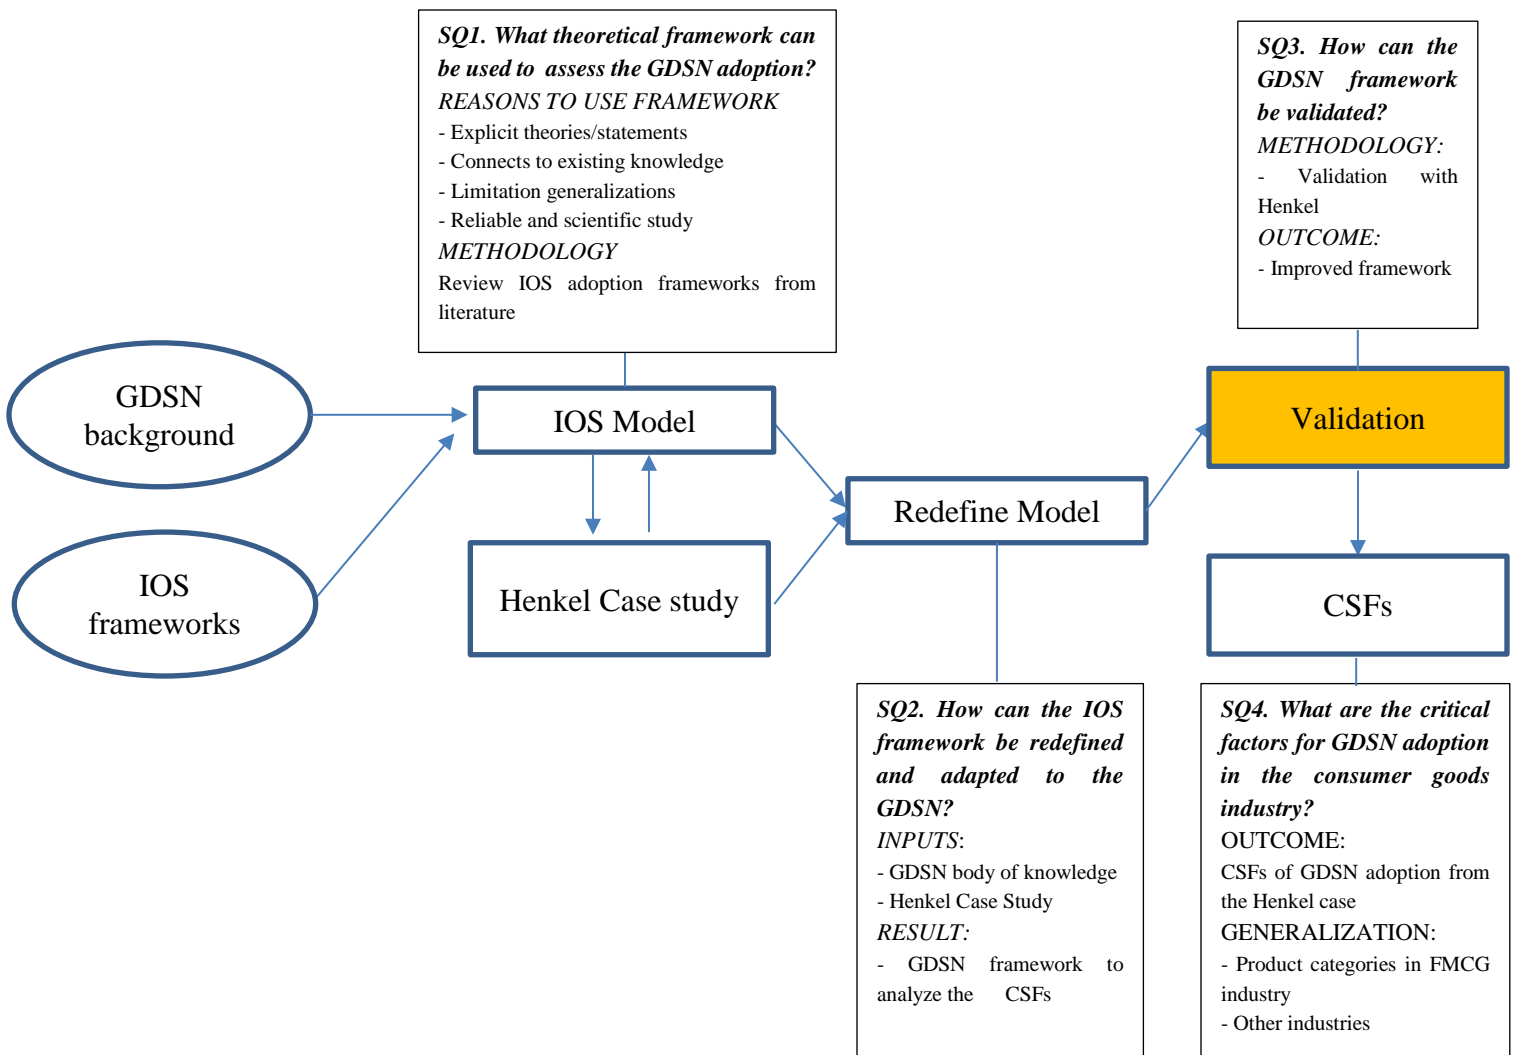 SQ1. What theoretical framework can
be used to assess the GDSN adoption?
REASONS TO USE FRAMEWORK
- Explicit theories/statements
- Connects to existing knowledge
- Limitation generalizations
- Reliable and scientific study
METHODOLOGY
Review IOS adoption frameworks from
literature
SQ3. How can the
GDSN framework
be validated?
METHODOLOGY:
- Validation with
Henkel
OUTCOME:
- Improved framework
GDSN
background
IOS Model
Validation
Redefine Model
IOS
frameworks
Henkel Case study
CSFs
SQ2. How can the IOS
framework be redefined
and adapted to the
GDSN?
INPUTS:
- GDSN body of knowledge
- Henkel Case Study
RESULT:
- GDSN framework to
analyze the CSFs
SQ4. What are the critical
factors for GDSN adoption
in the consumer goods
industry?
OUTCOME:
CSFs of GDSN adoption from
the Henkel case
GENERALIZATION:
- Product categories in FMCG
industry
- Other industries